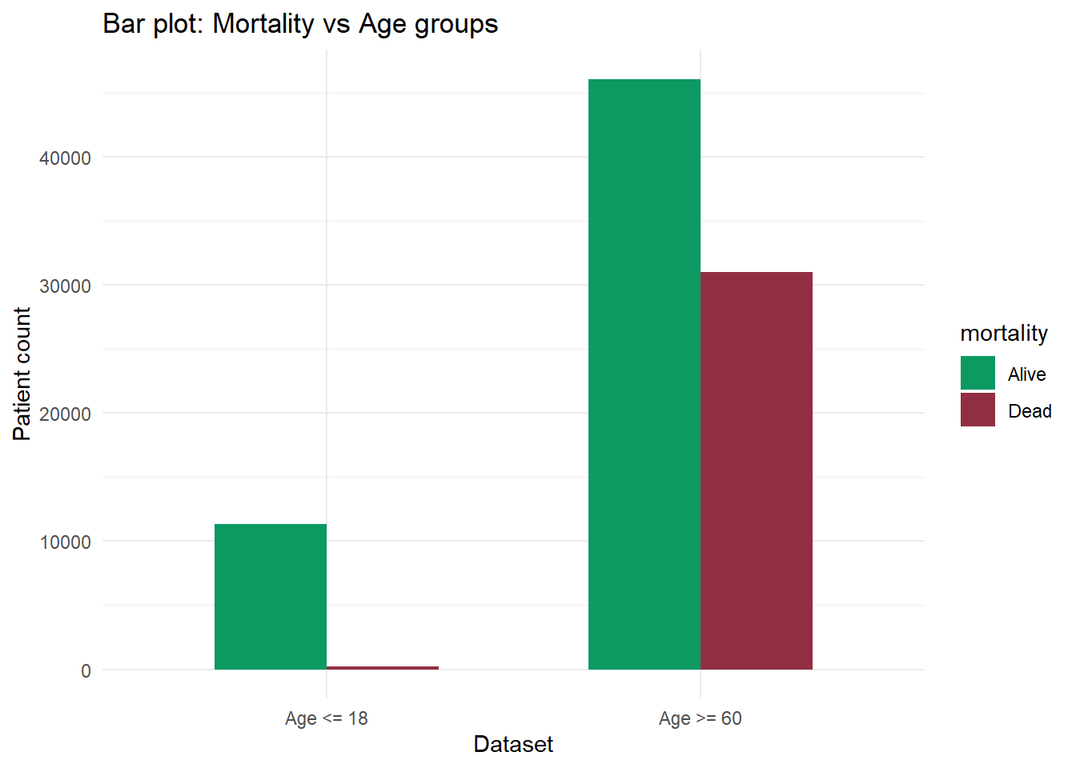 Bar plot: Mortality vs Age groups
Patient count
40000
30000
20000
10000
0
Age <= 18
Age >= 60
Dataset
mortality
Alive
Dead